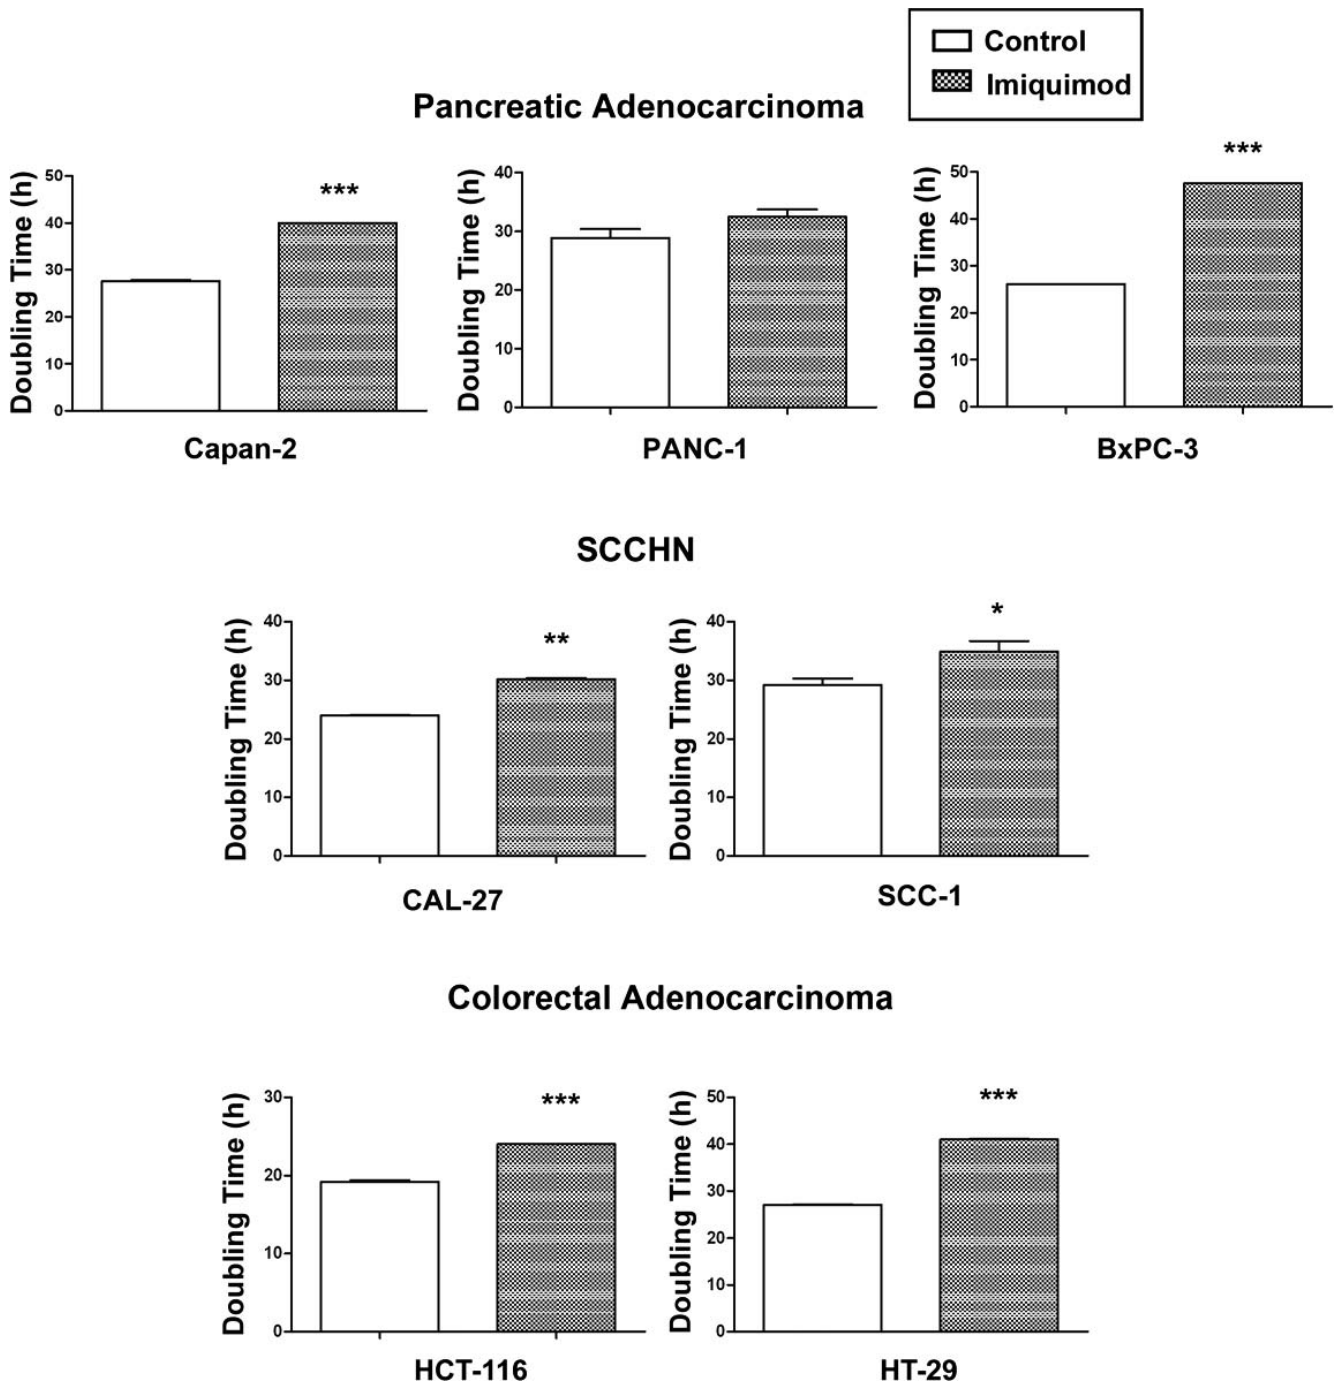 Control
Imiquimod
Pancreatic Adenocarcinoma
Doubling Time (h)
50
40
30
20
10
0
***
Capan-2
Doubling Time (h)
40
30
20
10
0
PANC-1
Doubling Time (h)
50
40
30
20
10
0
***
BxPC-3
SCCHN
Doubling Time (h)
40
30
20
10
0
**
CAL-27
Doubling Time (h)
40
30
20
10
0
*
SCC-1
Colorectal Adenocarcinoma
Doubling Time (h)
30
20
10
0
***
HCT-116
Doubling Time (h)
50
40
30
20
10
0
***
HT-29